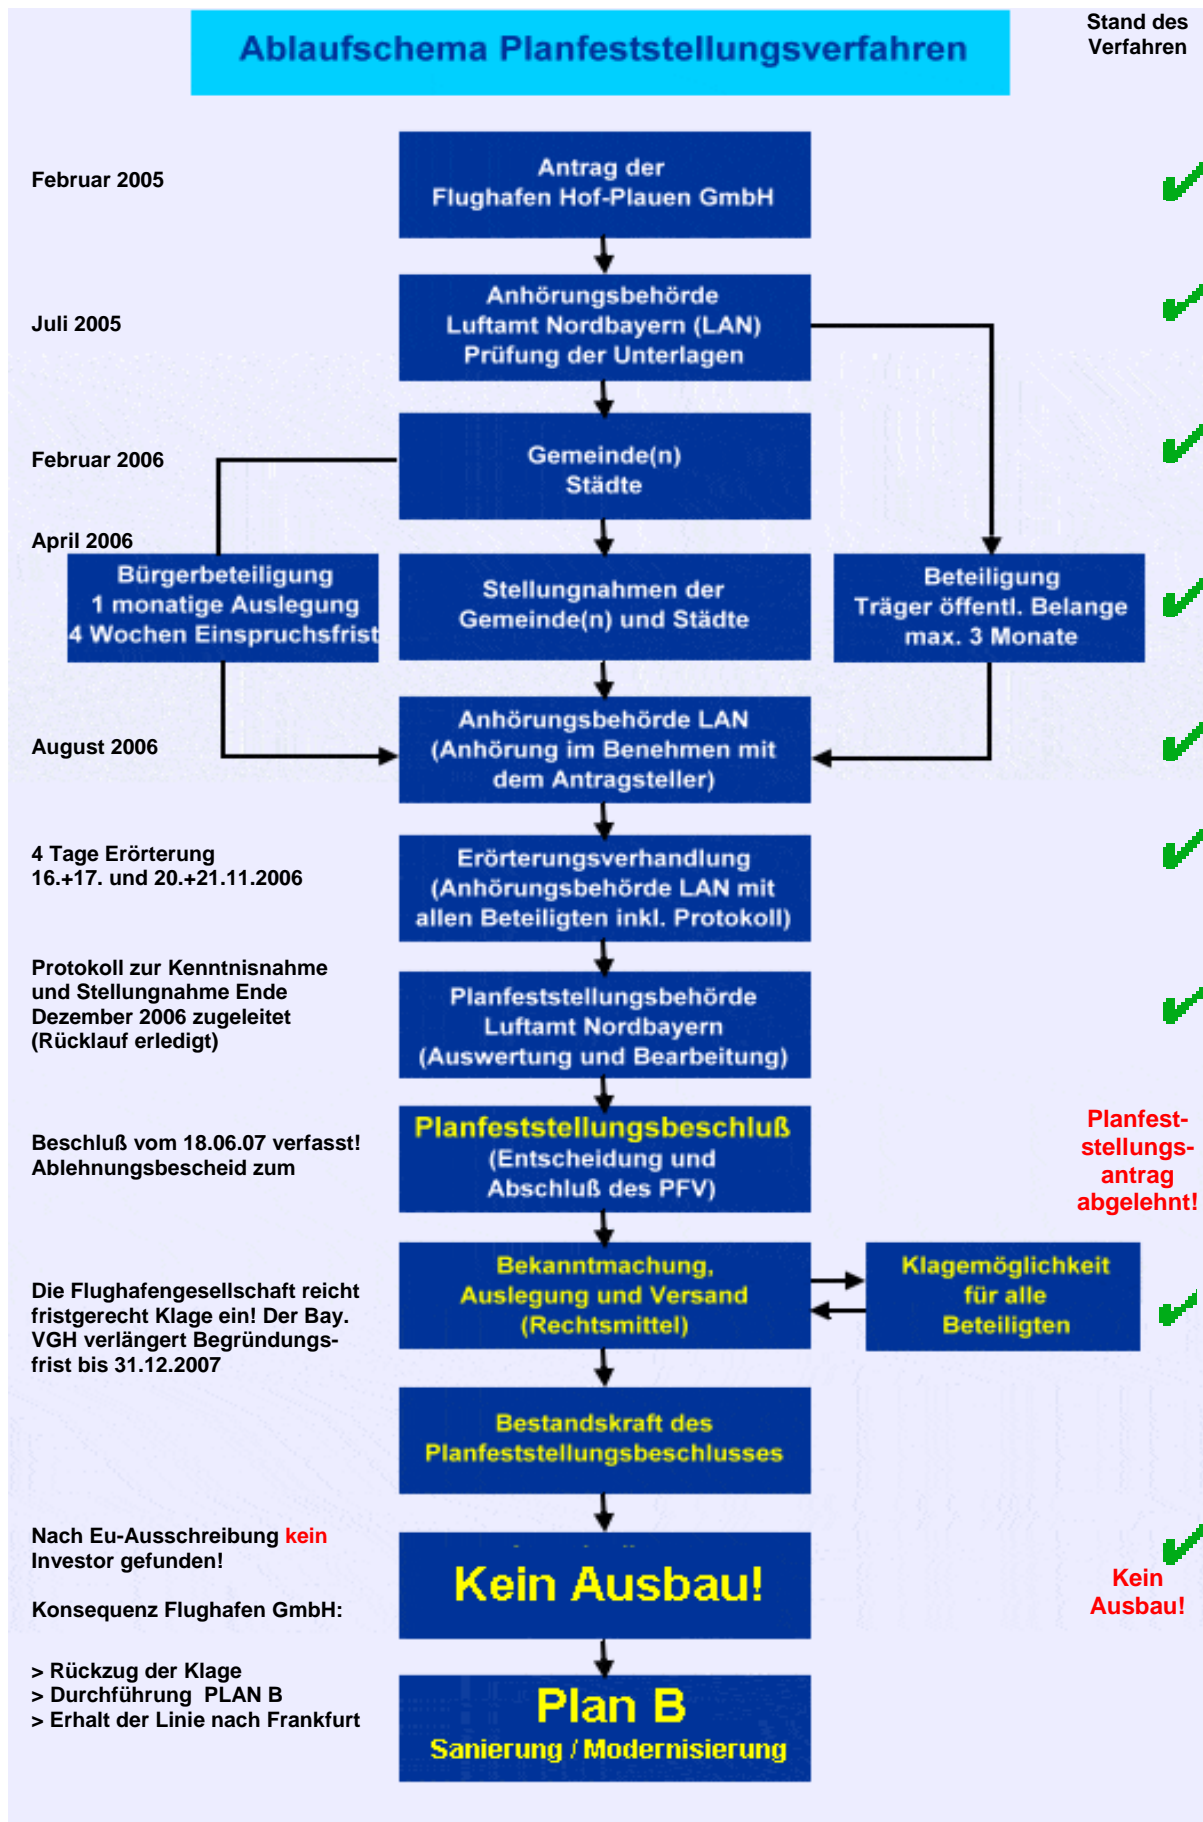 Ablaufschema Planfeststellungsverfahren
Stand des
Verfahren
Februar 2005
Antrag der
Flughafen Hof-Plauen GmbH
Juli 2005
Anhörungsbehörde
Luftamt Nordbayern (LAN)
Prüfung der Unterlagen
Februar 2006
Gemeinde(n)
Städte
April 2006
Bürgerbeteiligung
1 monatige Auslegung
4 Wochen Einspruchsfrist
Stellungnahmen der
Gemeinde(n) und Städte
Beteiligung
Träger öffentl. Belange
max. 3 Monate
August 2006
Anhörungsbehörde LAN
(Anhörung im Benehmen mit
dem Antragsteller)
4 Tage Erörterung
16.+17. und 20.+21.11.2006
Erörterungsverhandlung
(Anhörungsbehörde LAN mit
allen Beteiligten inkl. Protokoll)
Protokoll zur Kenntnisnahme
und Stellungnahme Ende
Dezember 2006 zugeleitet
(Rücklauf erledigt)
Planfeststellungsbehörde
Luftamt Nordbayern
(Auswertung und Bearbeitung)
Beschluß vom 18.06.07 verfasst!
Ablehnungsbescheid zum
Planfeststellungsbeschluß
(Entscheidung und
Abschluß des PFV)
Planfest-
stellungs-
antrag
abgelehnt!
Die Flughafengesellschaft reicht
fristgerecht Klage ein! Der Bay.
VGH verlängert Begründungs-
frist bis 31.12.2007
Bekanntmachung,
Auslegung und Versand
(Rechtsmittel)
Klagemöglichkeit
für alle
Beteiligten
Bestandskraft des
Planfeststellungsbeschlusses
Nach Eu-Ausschreibung kein
Investor gefunden!
Konsequenz Flughafen GmbH:
Kein Ausbau!
Kein
Ausbau!
> Rückzug der Klage
> Durchführung PLAN B
> Erhalt der Linie nach Frankfurt
Plan B
Sanierung / Modernisierung